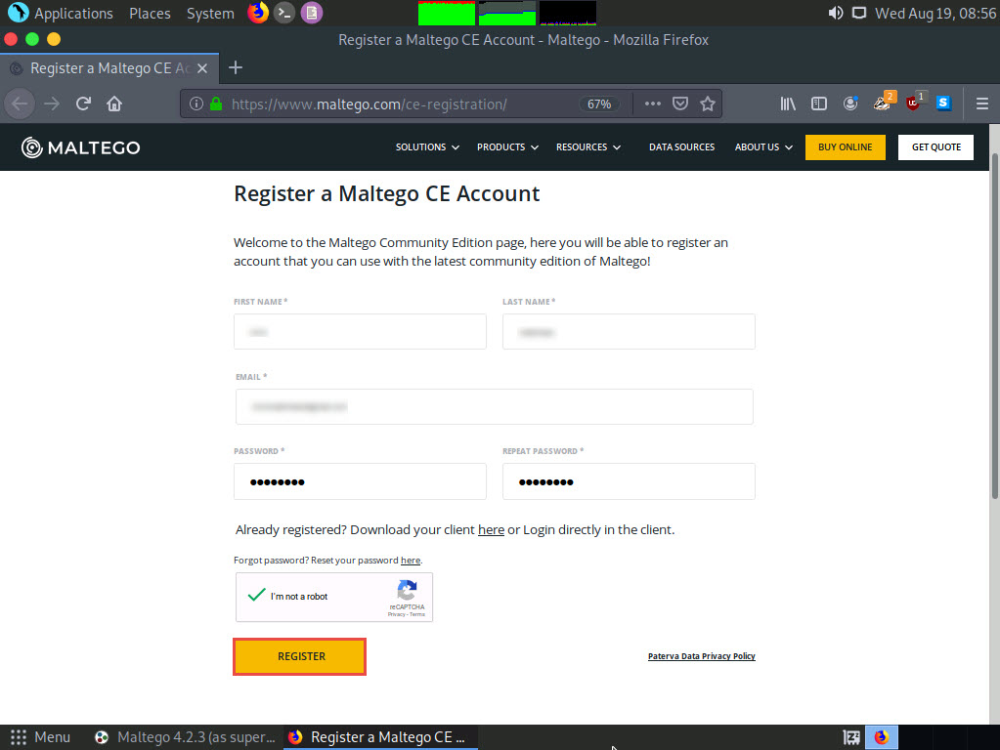 Applications Places System Wed Aug 19, 08:56
Register a Maltego CE Account - Maltego - Mozilla Firefox
Register a Maltego CE Ac
https://www.maltego.com/ce-registration/ 67% 2 1
MALTEGO SOLUTIONS PRODUCTS RESOURCES DATA SOURCES ABOUT US BUY ONLINE GET QUOTE
Register a Maltego CE Account
Welcome to the Maltego Community Edition page, here you will be able to register an
account that you can use with the latest community edition of Maltego!
FIRST NAME * LAST NAME *
EMAIL *
PASSWORD * REPEAT PASSWORD *
●●●●●●●● ●●●●●●●●
Already registered? Download your client here or Login directly in the client.
Forgot password? Reset your password here.
I'm not a robot
reCAPTCHA
Privacy - Terms
REGISTER Paterva Data Privacy Policy
Menu Maltego 4.2.3 (as super... Register a Maltego CE ...